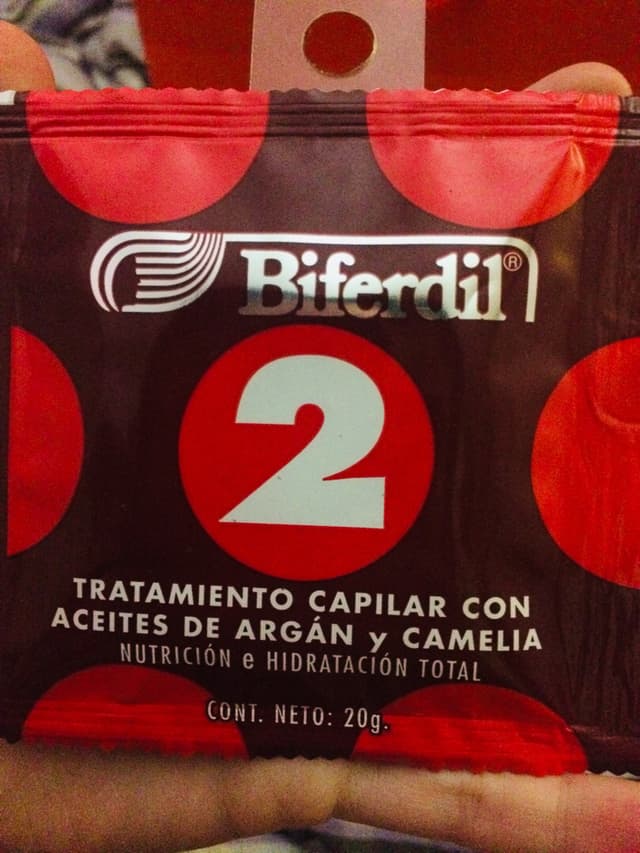 Biferdil®
2
TRATAMIENTO CAPILAR CON
ACEITES DE ARGÁN y CAMELIA
NUTRICIÓN e HIDRATACIÓN TOTAL
CONT. NETO: 20g.